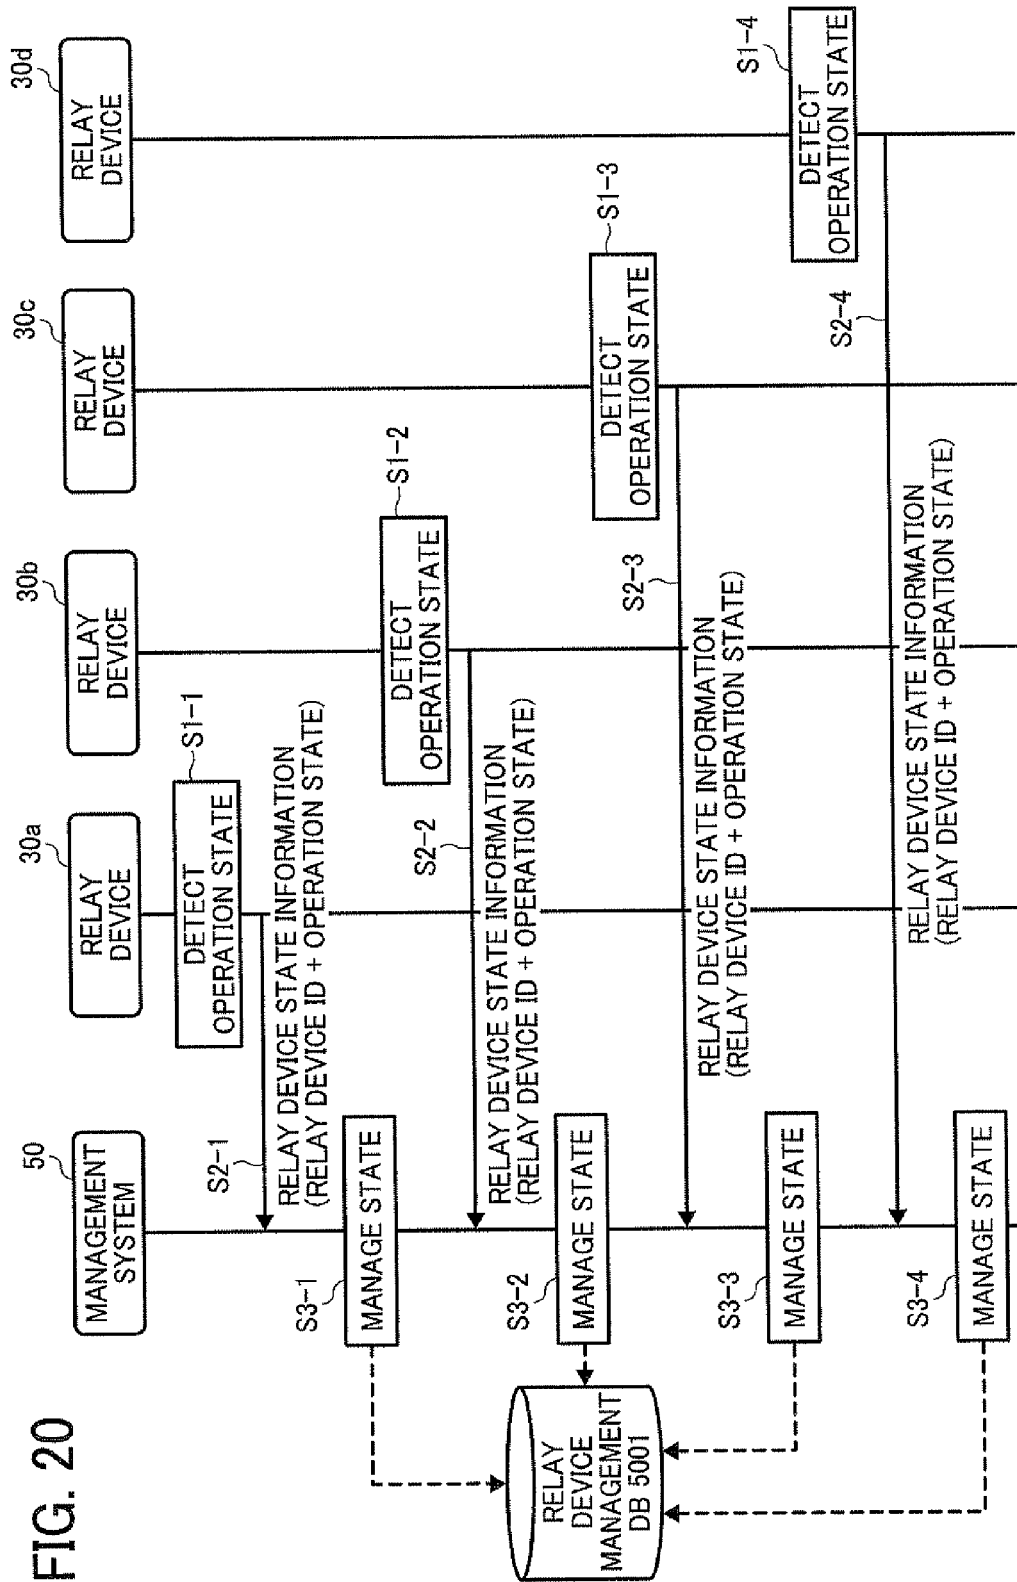 FIG. 20
50
MANAGEMENT
SYSTEM
30a
RELAY
DEVICE
30b
RELAY
DEVICE
30c
RELAY
DEVICE
30d
RELAY
DEVICE
S1-1
DETECT
OPERATION STATE
S2-1
RELAY DEVICE STATE INFORMATION
(RELAY DEVICE ID + OPERATION STATE)
S3-1
MANAGE STATE
S1-2
DETECT
OPERATION STATE
S2-2
RELAY DEVICE STATE INFORMATION
(RELAY DEVICE ID + OPERATION STATE)
S3-2
MANAGE STATE
RELAY
DEVICE
MANAGEMENT
DB 5001
S1-3
DETECT
OPERATION STATE
S2-3
RELAY DEVICE STATE INFORMATION
(RELAY DEVICE ID + OPERATION STATE)
S3-3
MANAGE STATE
S1-4
DETECT
OPERATION STATE
S2-4
RELAY DEVICE STATE INFORMATION
(RELAY DEVICE ID + OPERATION STATE)
S3-4
MANAGE STATE